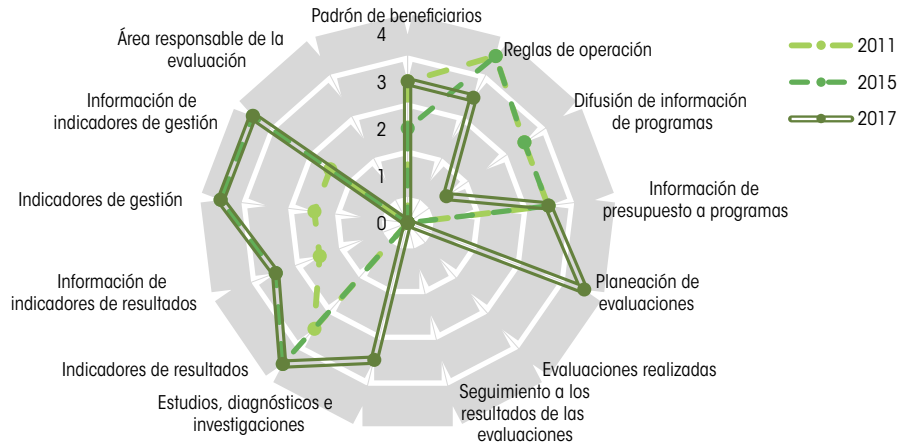 Padrón de beneficiarios
4
3
2
1
0
Reglas de operación
Difusión de información
de programas
Información de
presupuesto a programas
Planeación de
evaluaciones
Evaluaciones realizadas
Seguimiento a los
resultados de las
evaluaciones
Estudios, diagnósticos e
investigaciones
Indicadores de resultados
Información de
indicadores de resultados
Indicadores de gestión
Información de
indicadores de gestión
Área responsable de la
evaluación
2011
2015
2017